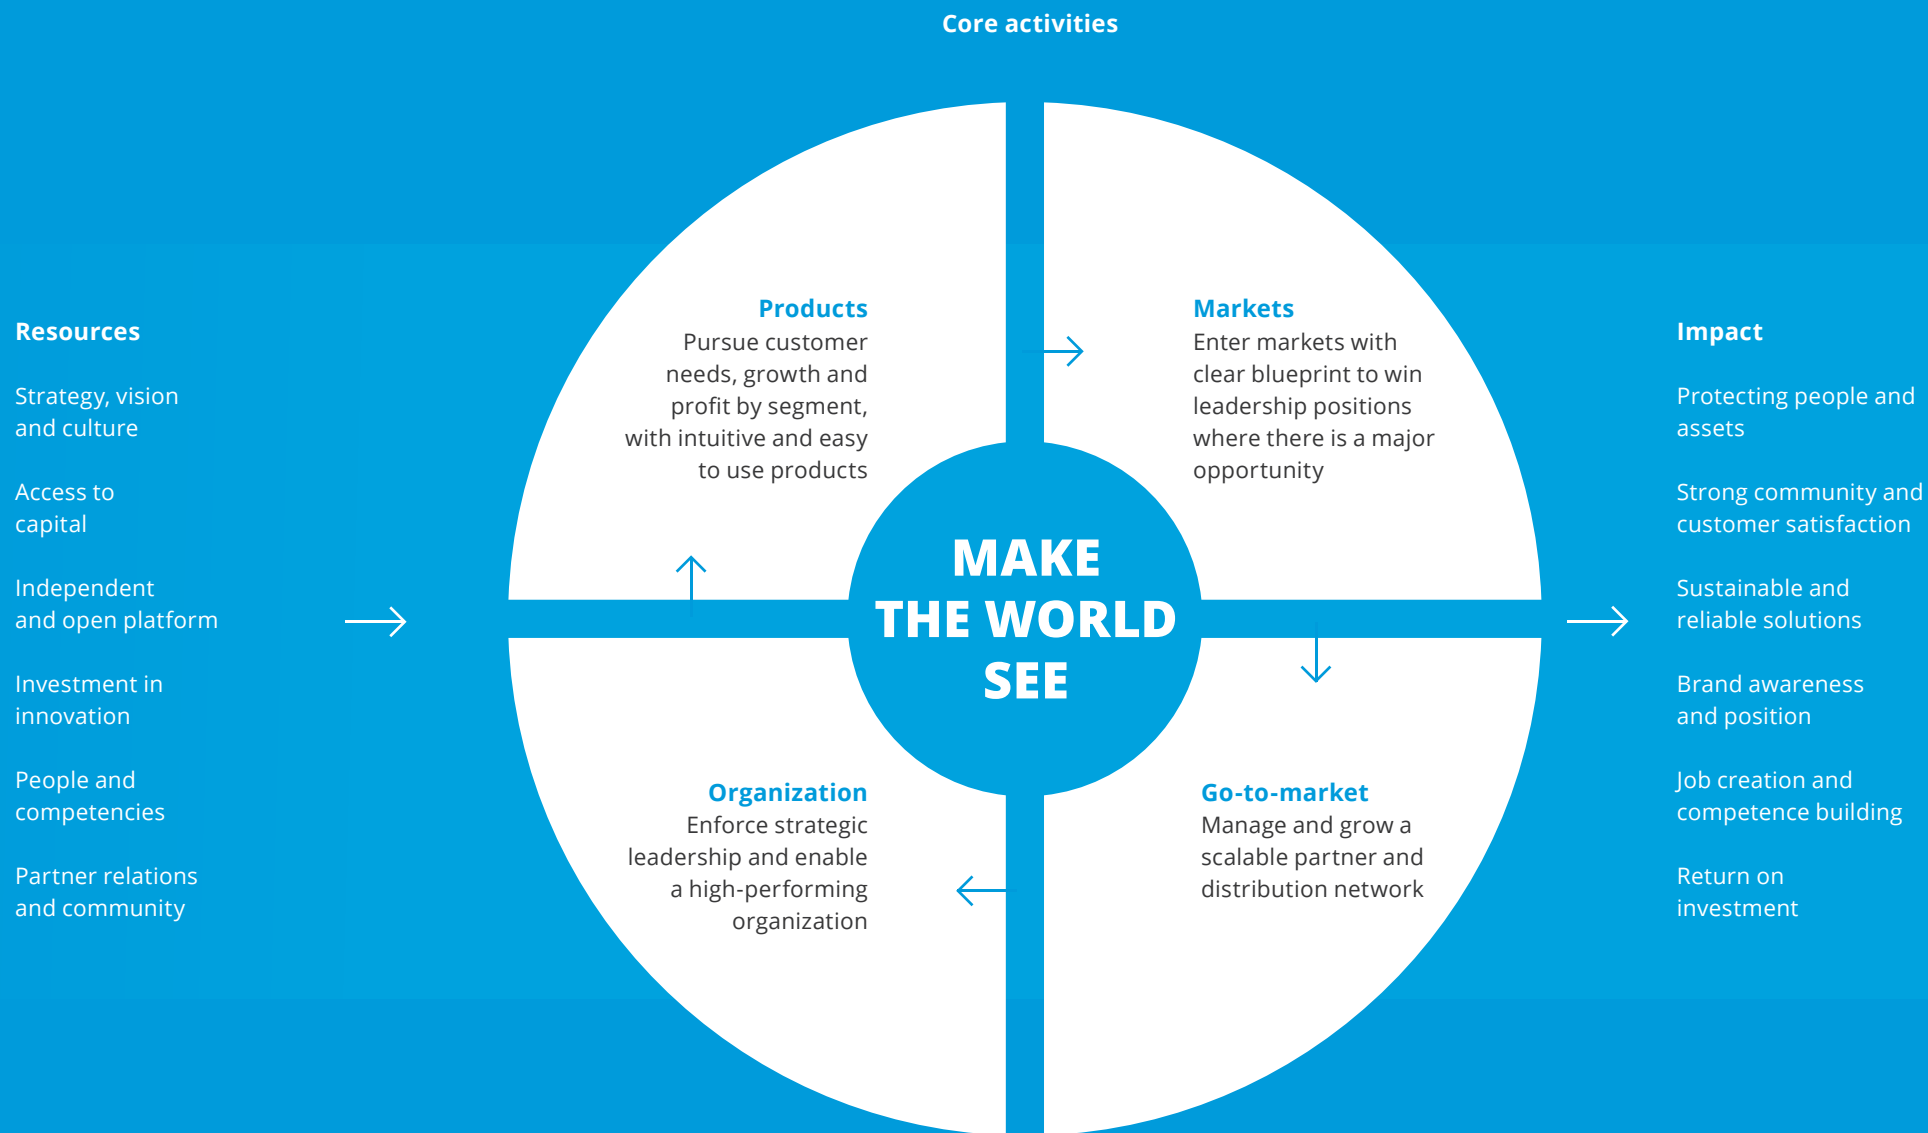 Core activities
Resources
Strategy, vision
and culture
Access to
capital
Independent
and open platform
Investment in
innovation
People and
competencies
Partner relations
and community
Products
Pursue customer
needs, growth and
profit by segment,
with intuitive and easy
to use products
Markets
Enter markets with
clear blueprint to win
leadership positions
where there is a major
opportunity
MAKE
THE WORLD
SEE
Organization
Enforce strategic
leadership and enable
a high-performing
organization
Go-to-market
Manage and grow a
scalable partner and
distribution network
Impact
Protecting people and
assets
Strong community and
customer satisfaction
Sustainable and
reliable solutions
Brand awareness
and position
Job creation and
competence building
Return on
investment